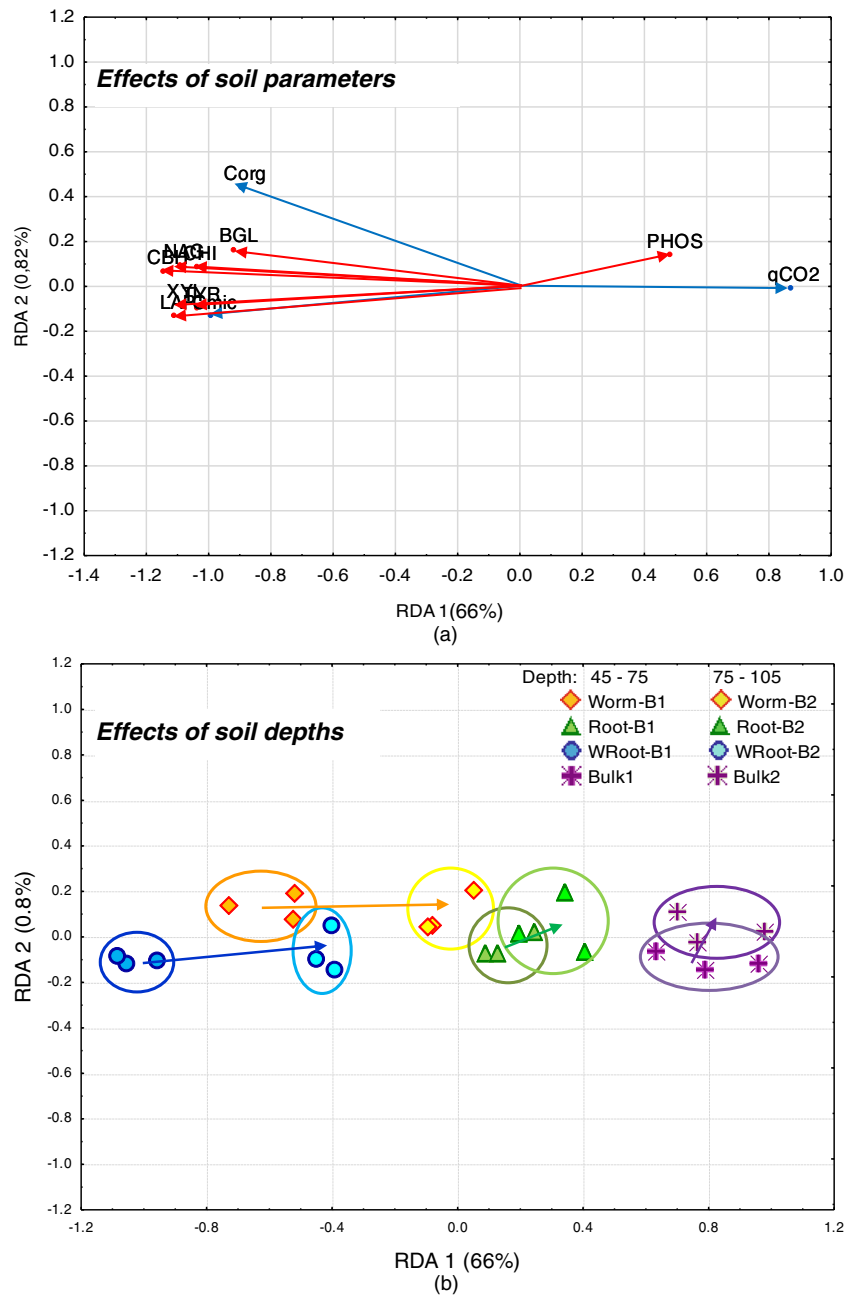 1.2
1.0
0.8
0.6
0.4
0.2
0.0
-0.2
-0.4
-0.6
-0.8
-1.0
-1.2
RDA 2 (0,82%)
Effects of soil parameters
Corg
BGL
NAG CHI
CBH
PHOS
qCO2
XYL
-1.4 -1.2 -1.0 -0.8 -0.6 -0.4 -0.2 0.0 0.2 0.4 0.6 0.8 1.0
RDA 1(66%)
(a)
1.2
1.0
0.8
0.6
0.4
0.2
0.0
-0.2
-0.4
-0.6
-0.8
-1.0
-1.2
RDA 2 (0.8%)
Depth: 45 - 75 75 - 105
Worm-B1 Worm-B2
Root-B1 Root-B2
WRoot-B1 WRoot-B2
Bulk1 Bulk2
Effects of soil depths
-1.2 -0.8 -0.4 0.0 0.4 0.8 1.2
RDA 1 (66%)
(b)